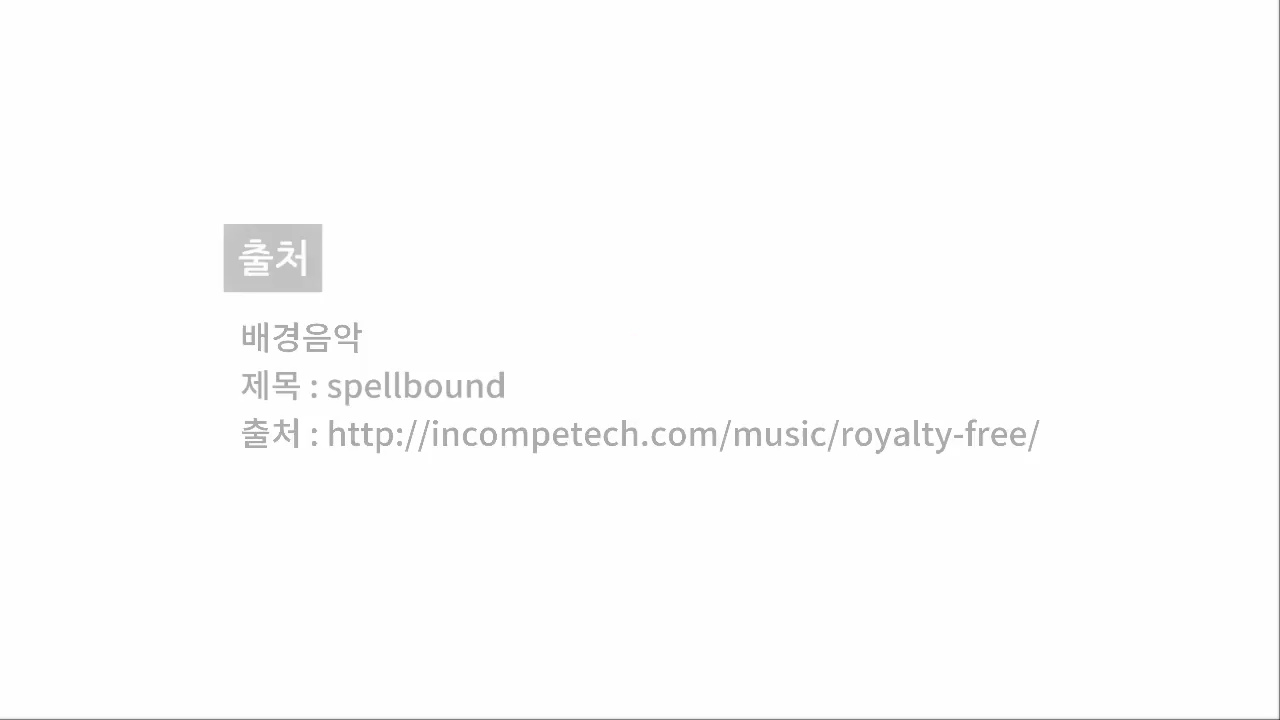 출처
배경음악
제목 : spellbound
출처 : http://incompetech.com/music/royalty-free/